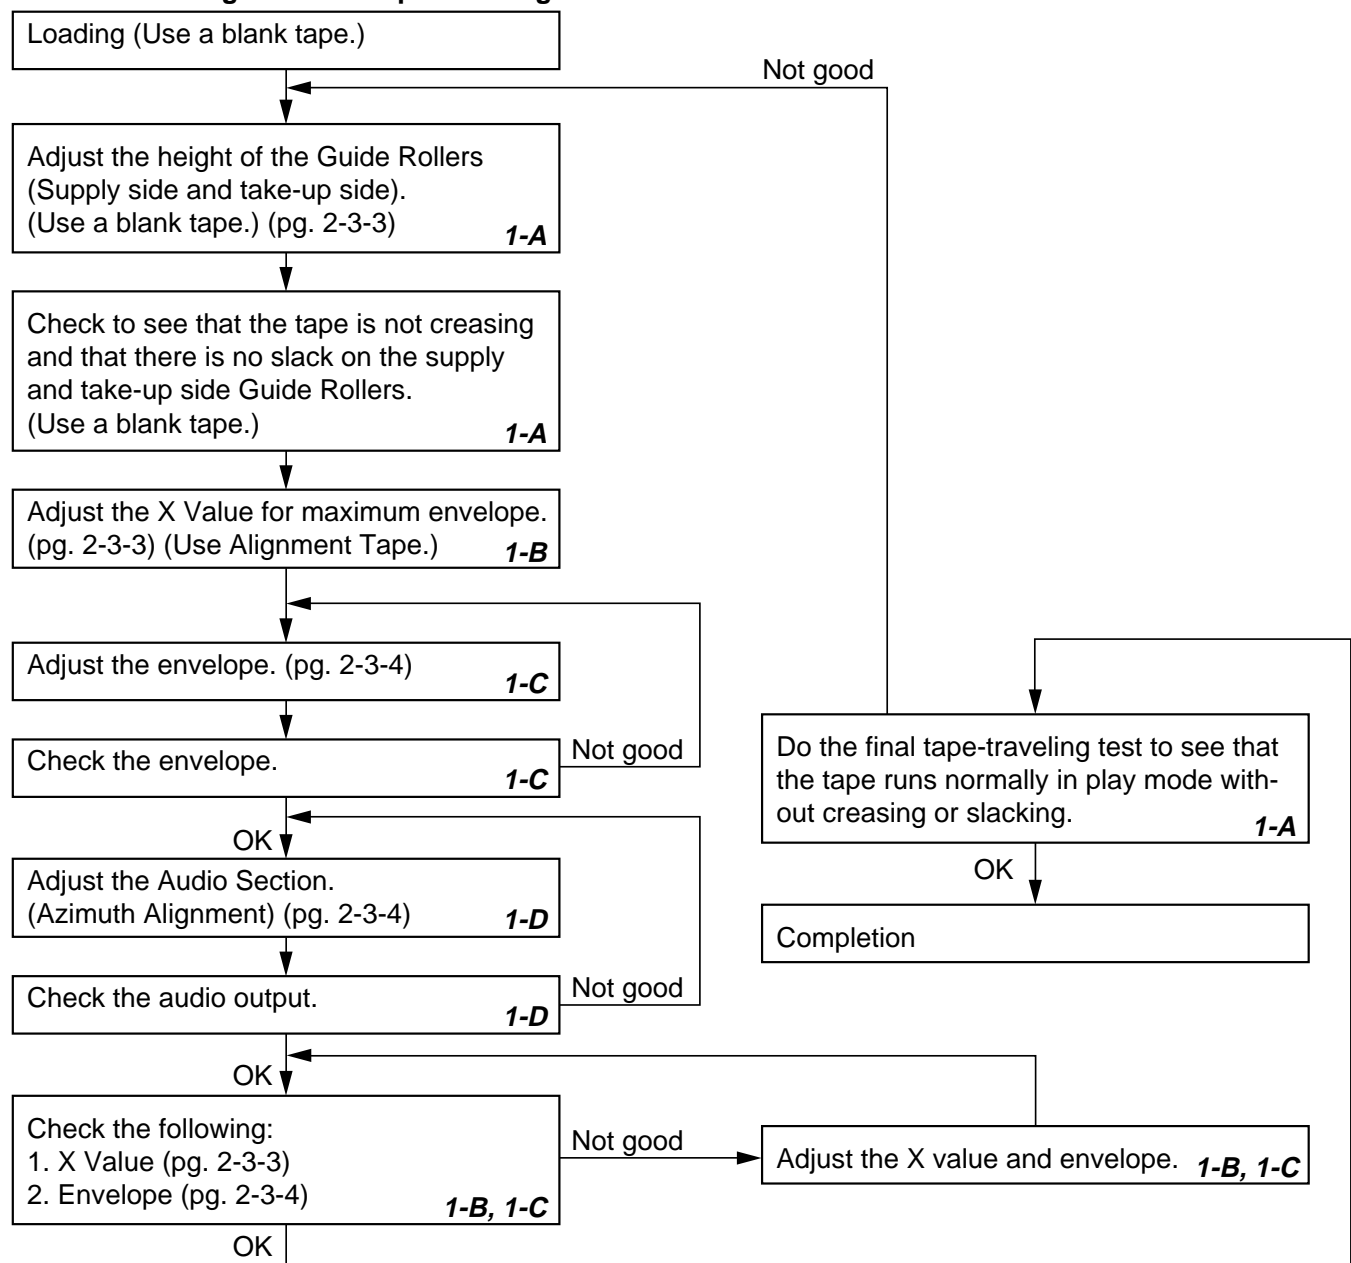 Loading (Use a blank tape.)
Not good
Adjust the height of the Guide Rollers
(Supply side and take-up side).
(Use a blank tape.) (pg. 2-3-3)
1-A
Check to see that the tape is not creasing
and that there is no slack on the supply
and take-up side Guide Rollers.
(Use a blank tape.)
1-A
Adjust the X Value for maximum envelope.
(pg. 2-3-3) (Use Alignment Tape.)
1-B
Adjust the envelope. (pg. 2-3-4)
1-C
Check the envelope.
1-C
Not good
OK
Adjust the Audio Section.
(Azimuth Alignment) (pg. 2-3-4)
1-D
Check the audio output.
1-D
Not good
OK
Check the following:
1. X Value (pg. 2-3-3)
2. Envelope (pg. 2-3-4)
1-B, 1-C
Not good
Adjust the X value and envelope.
1-B, 1-C
OK
Do the final tape-traveling test to see that
the tape runs normally in play mode with-
out creasing or slacking.
1-A
OK
Completion